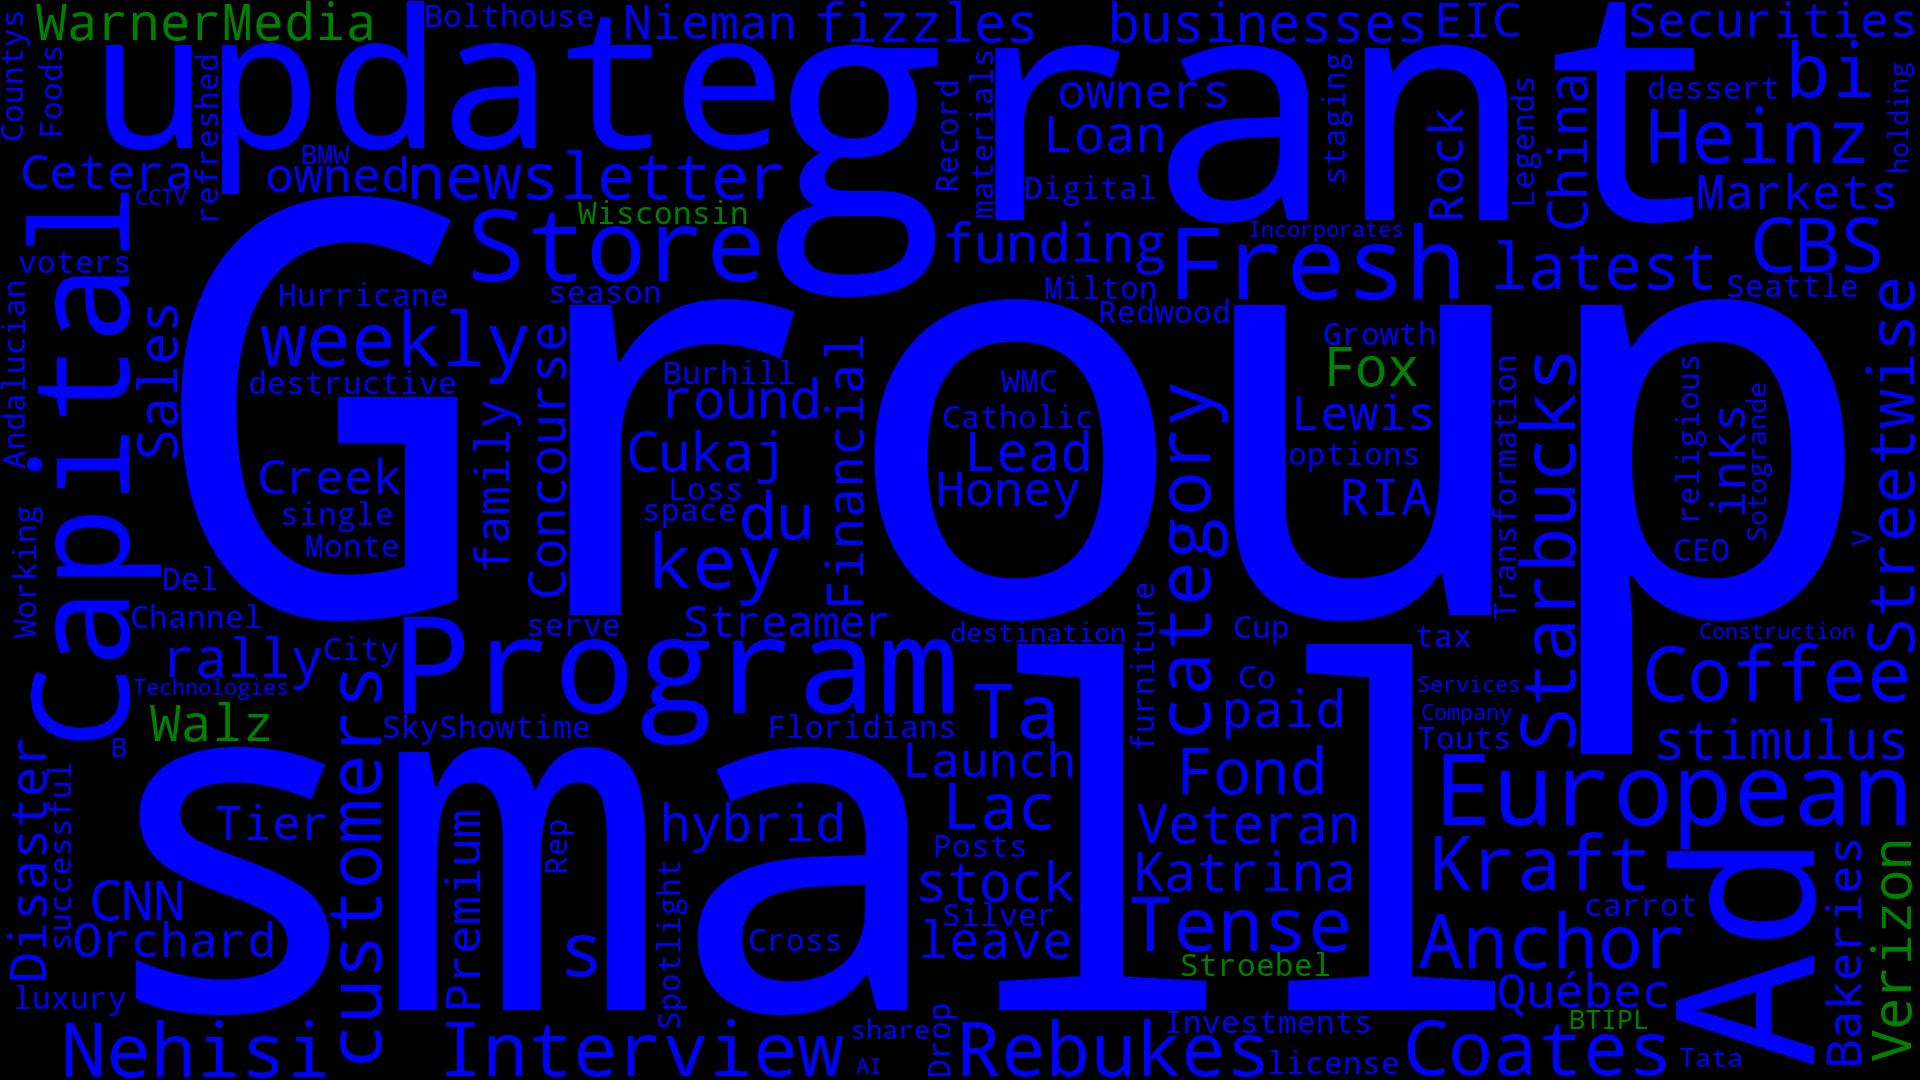 WarnerMedia
Bolthouse
Nieman
fizzles
businesses
EIC
Securities
Countys
Foods
refreshed
update
grant
Record
materials
owners
Loan
Digital
staging
Rock
Legends
China
dessert
bi
Heinz
holding
Markets
Cetera
CCTV
BMW
owned
newsletter
Wisconsin
Store
season
funding
Milton
Redwood
Fresh
Incorporates
latest
CBS
Seattle
voters
Andalucian
Capital
Sales
Hurricane
weekly
destructive
Group
Creek
single
Monte
family
Concourse
Burhill
round
Cukaj
Loss
space
du
key
Financial
WMC
Catholic
Lead
Honey
category
Growth
Fox
Lewis
options
RIA
Transformation
Starbucks
religious
inks
Sotogrande
CEO
V
Streetwise
Working
Del
Channel
rally
City
Technologies
Walz
B
customers
Program
serve
Streamer
SkyShowtime
Floridians
destination
Ta
furniture
Cup
Co
paid
tax
Services
Company
Touts
Construction
Coffee
stimulus
Disaster
successful
small
Tier
CNN
Orchard
luxury
Premium
Rep
s
hybrid
Spotlight
Cross
Launch
Lac
Posts
stock
Silver
leave
Fond
Veteran
Katrina
Tense
Stroebel
European
Kraft
carrot
Anchor
Québec
BTIPL
Ad
Bakeries
Verizon
Nehisi
Interview
share
AI
Drop
Rebukes
Investments
license
Coates
Tata